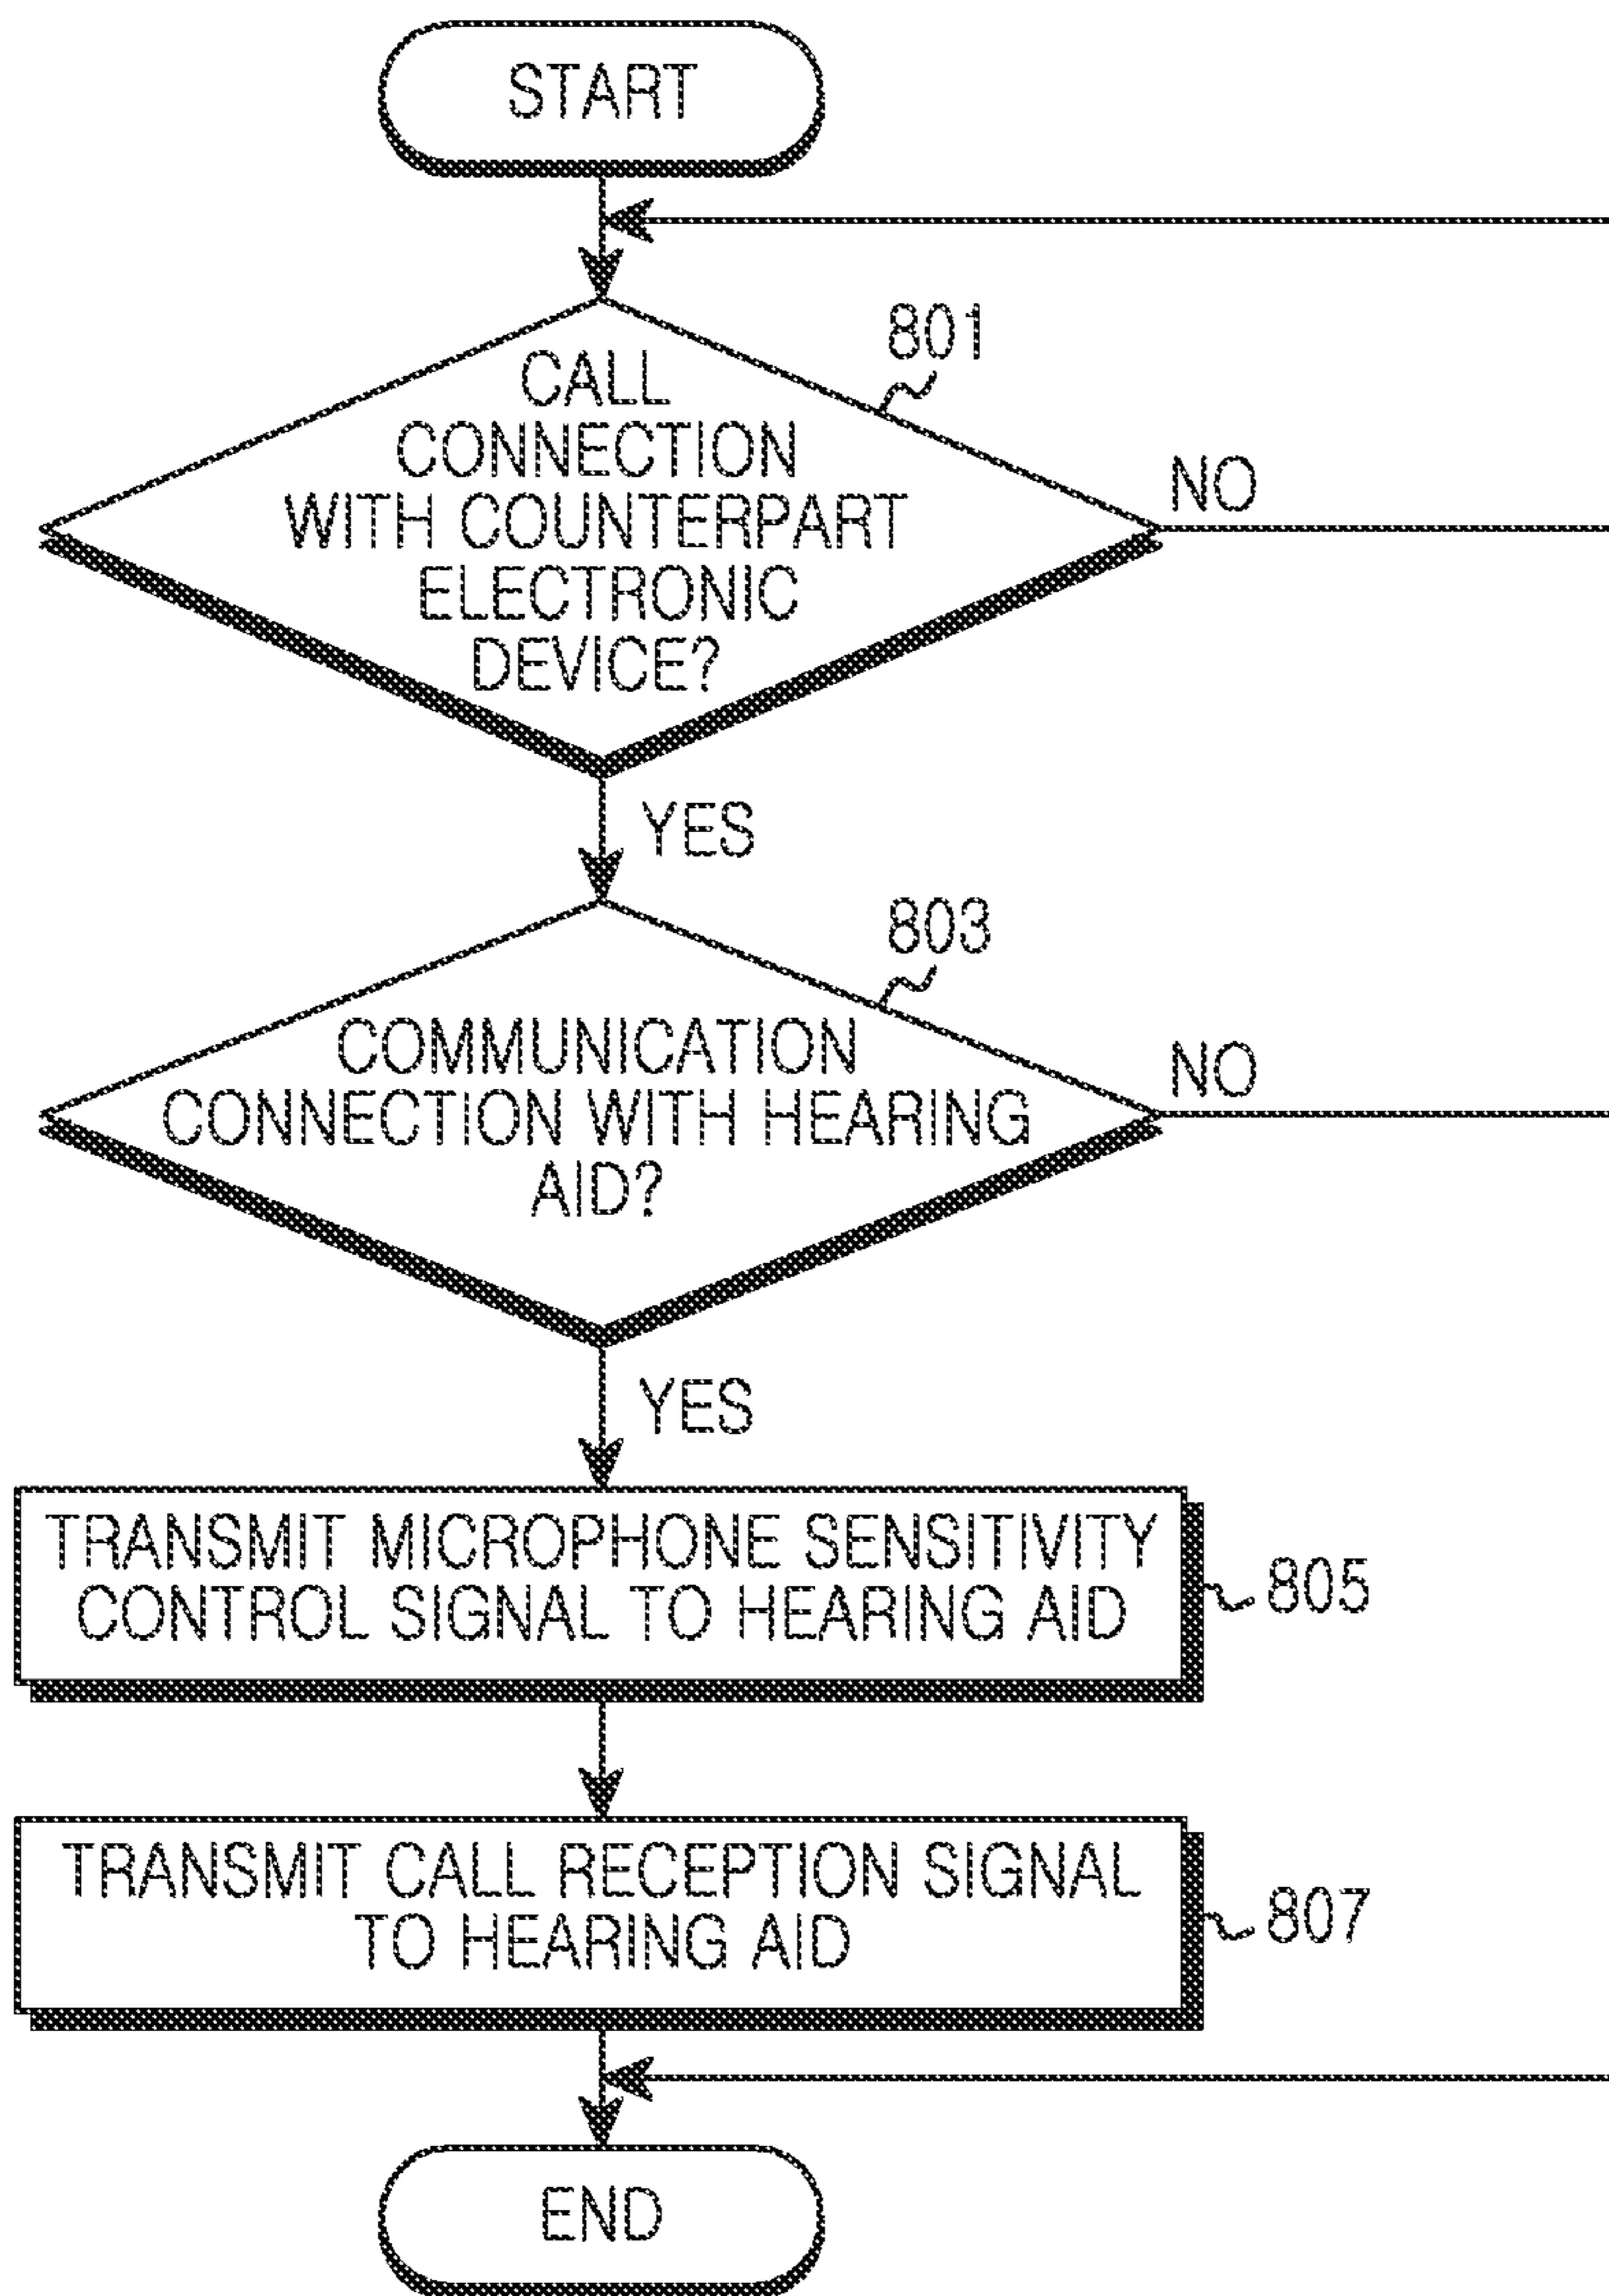 START
801
CALL
CONNECTION
WITH COUNTERPART
ELECTRONIC
DEVICE?
NO
YES
803
COMMUNICATION
CONNECTION WITH HEARING
AID?
NO
YES
TRANSMIT MICROPHONE SENSITIVITY
CONTROL SIGNAL TO HEARING AID
805
TRANSMIT CALL RECEPTION SIGNAL
TO HEARING AID
807
END